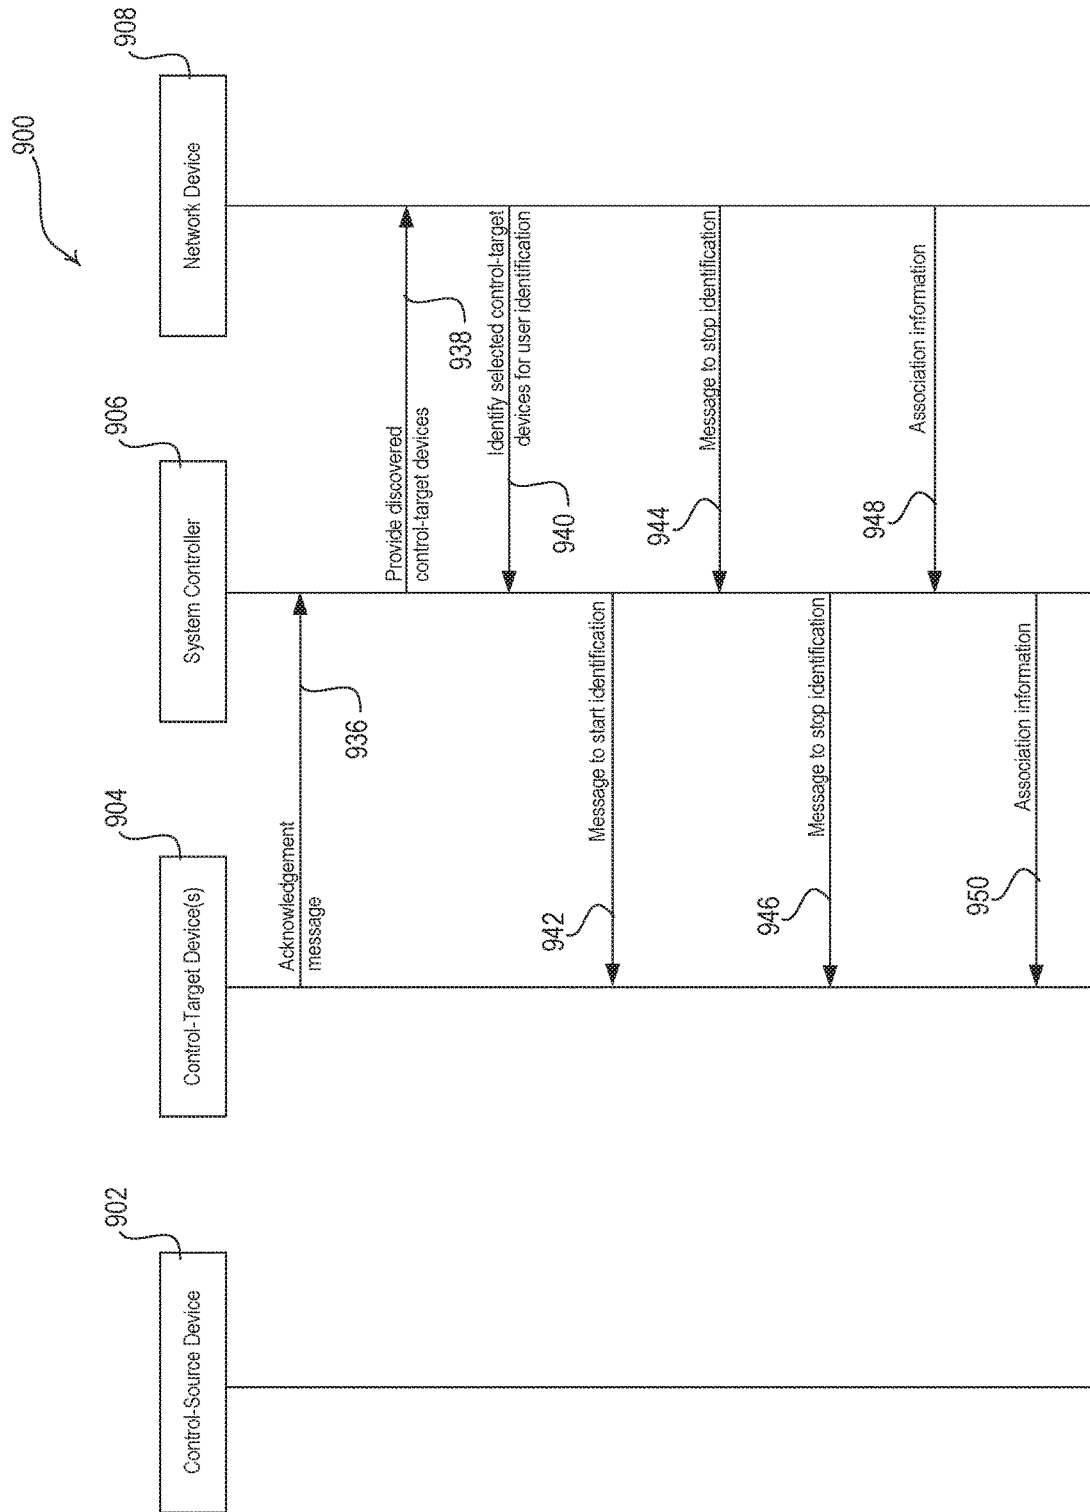 900
902
904
906
908
Control-Source Device
Control-Target Device(s)
System Controller
Network Device
Acknowledgement
message
936
Provide discovered
control-target devices
938
Identify selected control-target
devices for user identification
940
Message to start identification
942
Message to stop identification
944
Message to stop identification
946
Association information
948
Association information
950